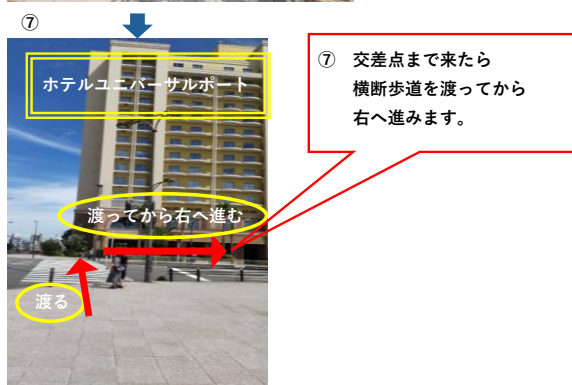 ⑦
ホテルユニバーサルポート
渡ってから右へ進む
渡る
⑦ 交差点まで来たら
横断歩道を渡ってから
右へ進みます。